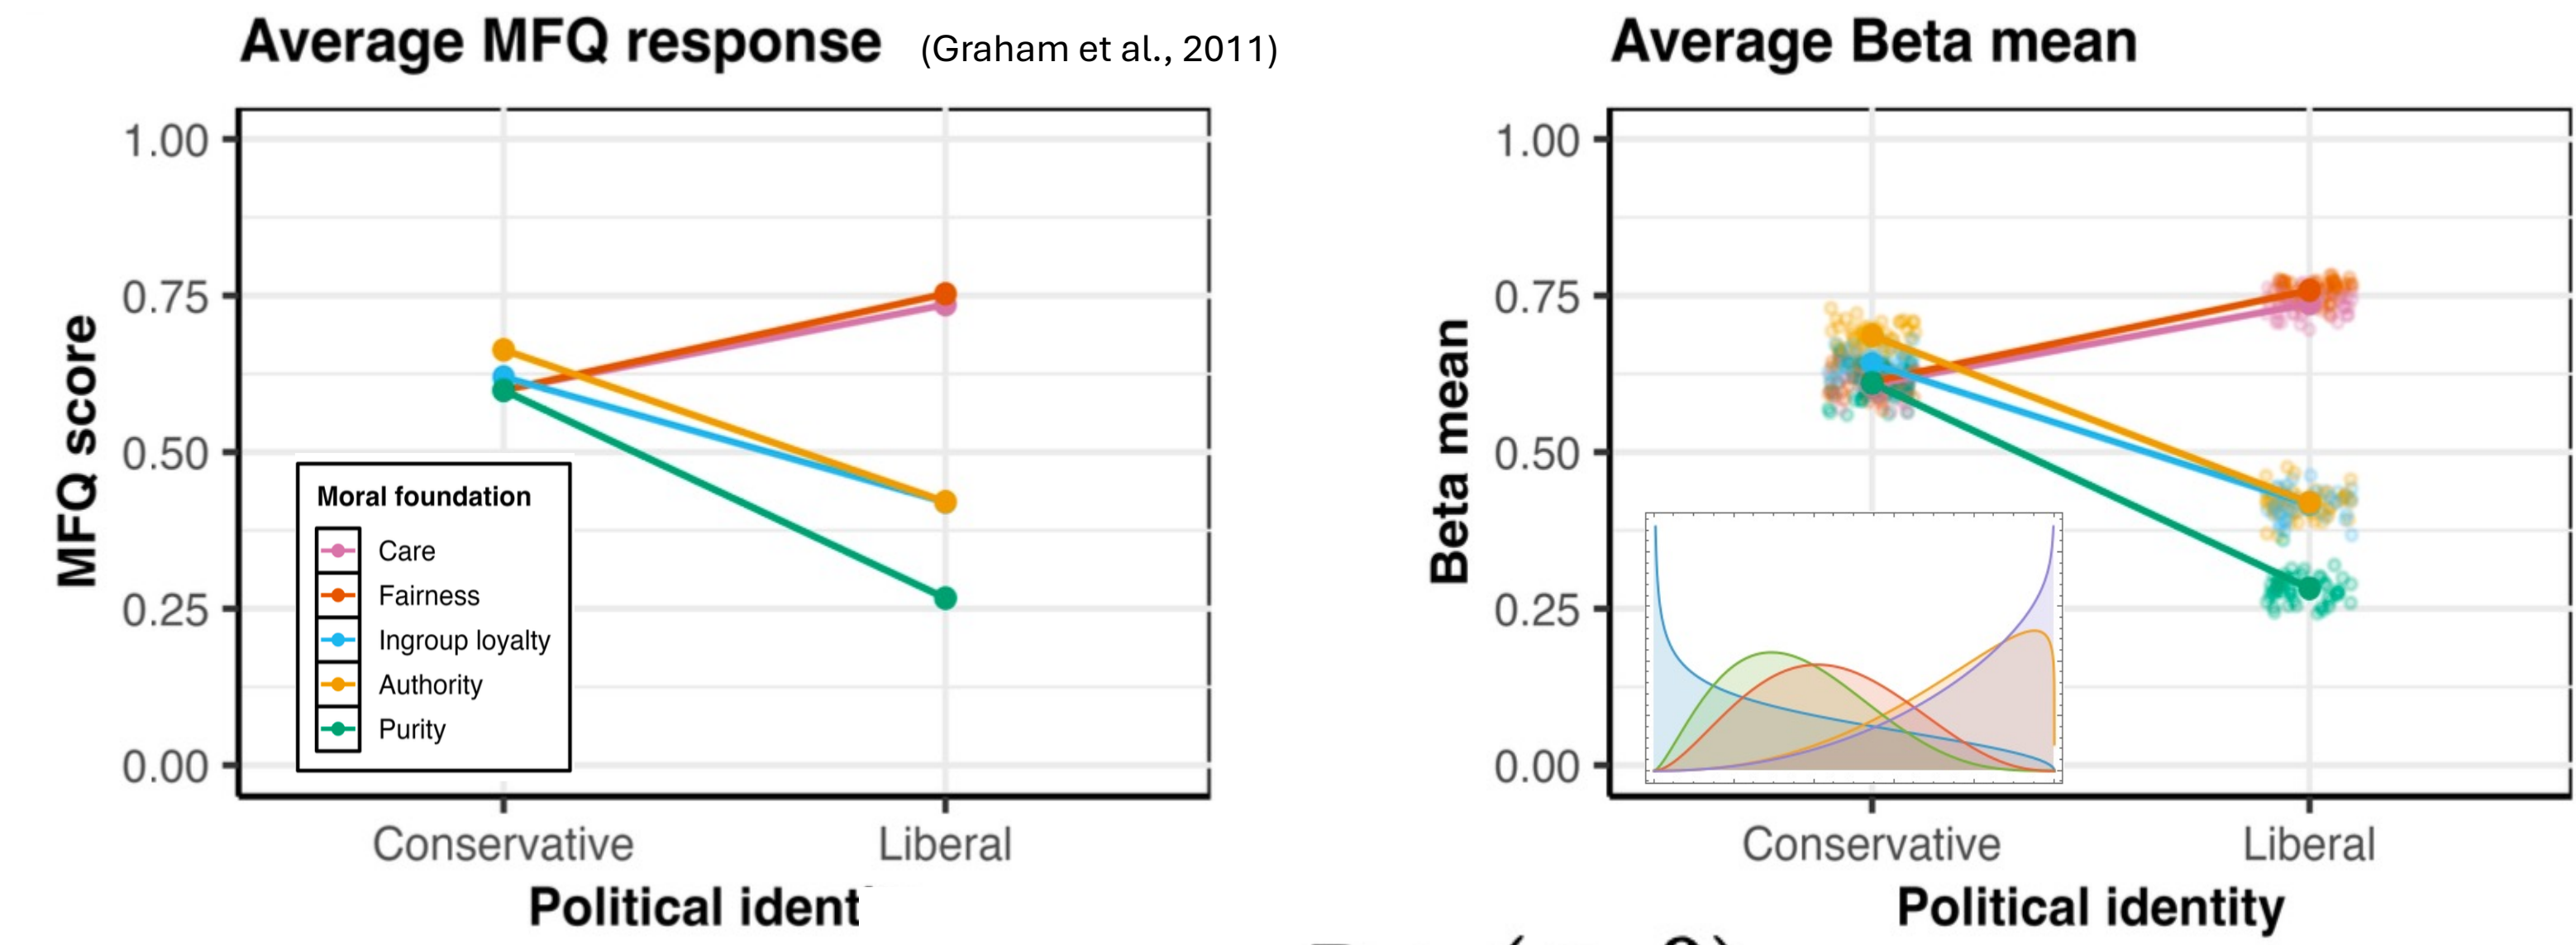 Average MFQ response (Graham et al., 2011)
MFQ score
1.00
0.75
0.50
0.25
0.00
Moral foundation
Care
Fairness
Ingroup loyalty
Authority
Purity
Conservative Liberal
Political ident
Average Beta mean
Beta mean
1.00
0.75
0.50
0.25
0.00
Conservative Liberal
Political identity